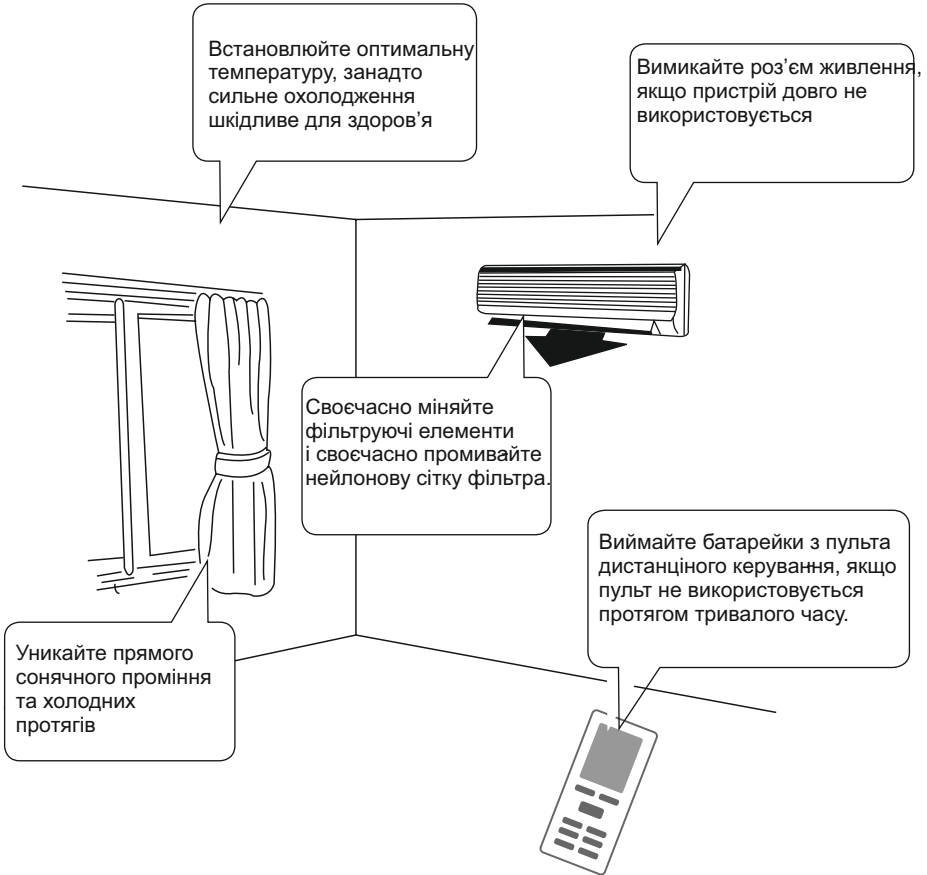 Встановлюйте оптимальну
температуру, занадто
сильне охолодження
шкідливе для здоров’я
Вимикайте роз’єм живлення,
якщо пристрій довго не
використовується
Своєчасно міняйте
фільтруючі елементи
і своєчасно промивайте
нейлонову сітку фільтра.
Виймайте батарейки з пульта
дистанціного керування, якщо
пульт не використовується
протягом тривалого часу.
Уникайте прямого
сонячного проміння
та холодних
протягів